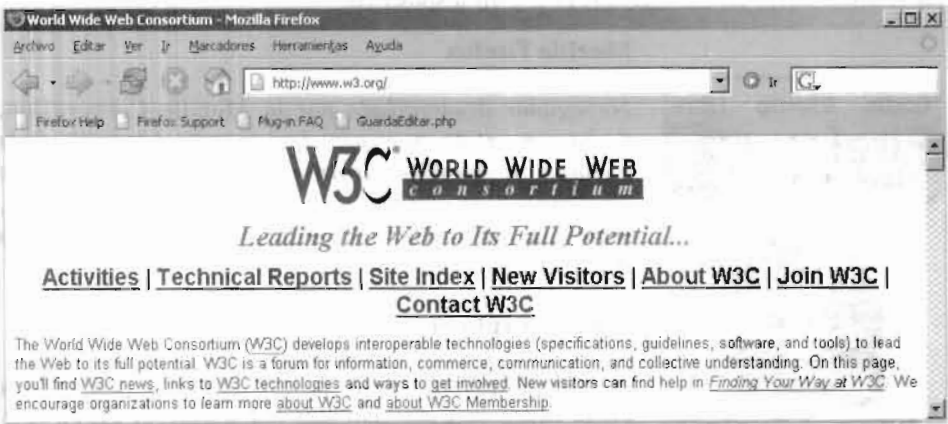 World Wide Web Consortium - Mozilla Firefox
Archivo Editar Ver Ir Marcadores Herramientas Ayuda
http://www.w3.org/ Ir G
Firefox Help Firefox Support Plug-in FAQ GuardaEditar.php
W3C® WORLD WIDE WEB
consortium
Leading the Web to Its Full Potential...
Activities | Technical Reports | Site Index | New Visitors | About W3C | Join W3C |
Contact W3C
The World Wide Web Consortium (W3C) develops interoperable technologies (specifications, guidelines, software, and tools) to lead
the Web to its full potential. W3C is a forum for information, commerce, communication, and collective understanding. On this page,
you'll find W3C news, links to W3C technologies and ways to get involved. New visitors can find help in Finding Your Way at W3C. We
encourage organizations to learn more about W3C and about W3C Membership.